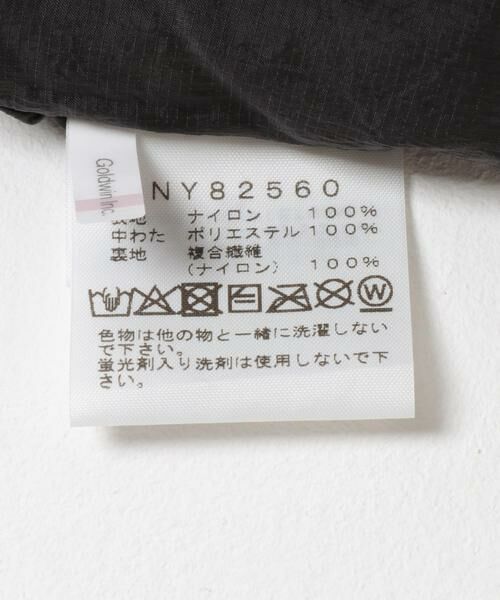 Goldwin Inc.
NY82560
表地 ナイロン 100%
中わた ポリエステル 100%
裏地 複合繊維
(ナイロン) 100%
W
色物は他の物と一緒に洗濯しない
で下さい。
蛍光剤入り洗剤は使用しないで下
さい。